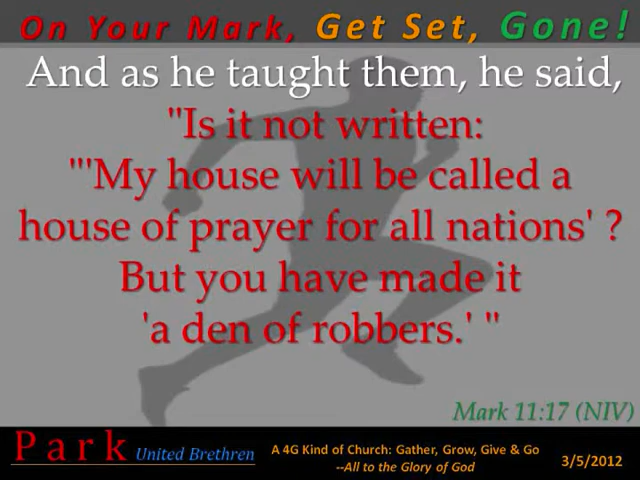 On Your Mark, Get Set, Gone!
And as he taught them, he said,
"Is it not written:
"'My house will be called a
house of prayer for all nations' ?
But you have made it
'a den of robbers.' "
Mark 11:17 (NIV)
Park United Brethren
A 4G Kind of Church: Gather, Grow, Give & Go
--All to the Glory of God
3/5/2012